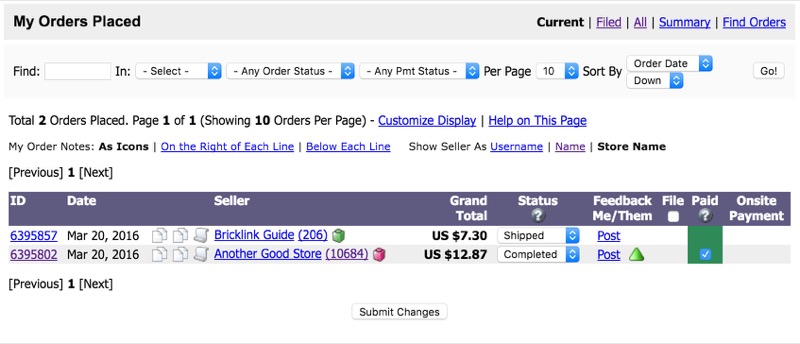 My Orders Placed
Current | Filed | All | Summary | Find Orders
Find: In: - Select - - Any Order Status - - Any Pmt Status - Per Page 10 Sort By Order Date Down Go!
Total 2 Orders Placed. Page 1 of 1 (Showing 10 Orders Per Page) - Customize Display | Help on This Page
My Order Notes: As Icons | On the Right of Each Line | Below Each Line Show Seller As Username | Name | Store Name
[Previous] 1 [Next]
ID Date Seller Grand Total Status ? Feedback Me/Them File Paid ? Onsite Payment
6395857 Mar 20, 2016 Bricklink Guide (206) US $7.30 Shipped Post
6395802 Mar 20, 2016 Another Good Store (10684) US $12.87 Completed Post
[Previous] 1 [Next]
Submit Changes